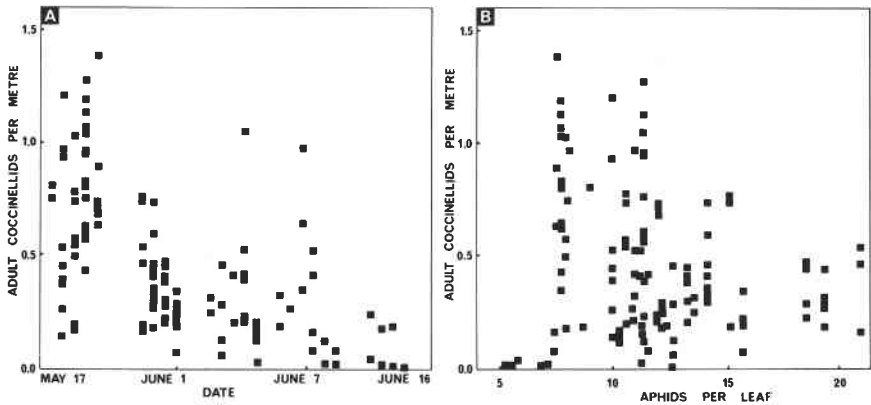 A
ADULT COCCINELLIDS PER METRE
1.5
1.0
0.5
0.0
MAY 17 JUNE 1 JUNE 7 JUNE 16
DATE
B
ADULT COCCINELLIDS PER METRE
1.5
1.0
0.5
0.0
5 10 15 20
APHIDS PER LEAF